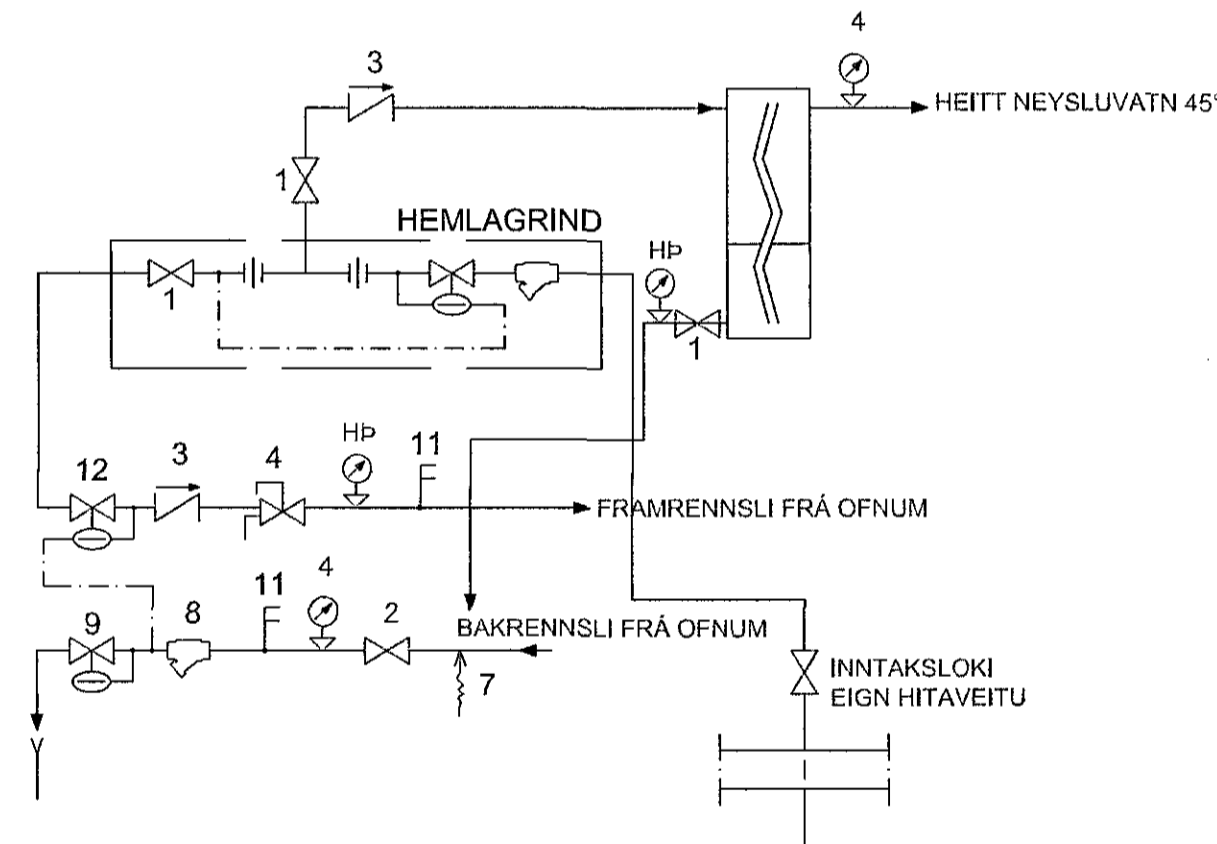 4
3
HEITT NEYSLUVATN 45°
1
HEMLAGRIND
HÞ
1
1
HÞ
11
12
3
4
FRAMRENNSLI FRÁ OFNUM
4
11
2
9
8
BAKRENNSLI FRÁ OFNUM
7
INNTAKSLOKI
EIGN HITAVEITU